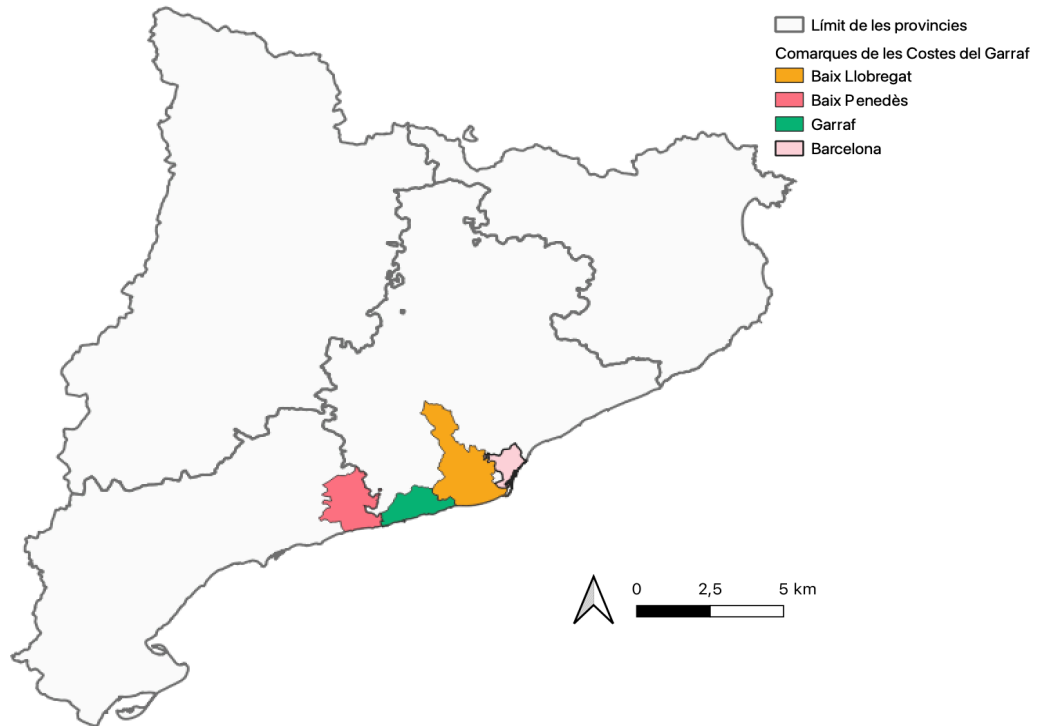 Límit de les provincies
Comarques de les Costes del Garraf
Baix Llobregat
Baix Penedès
Garraf
Barcelona
0 2,5 5 km